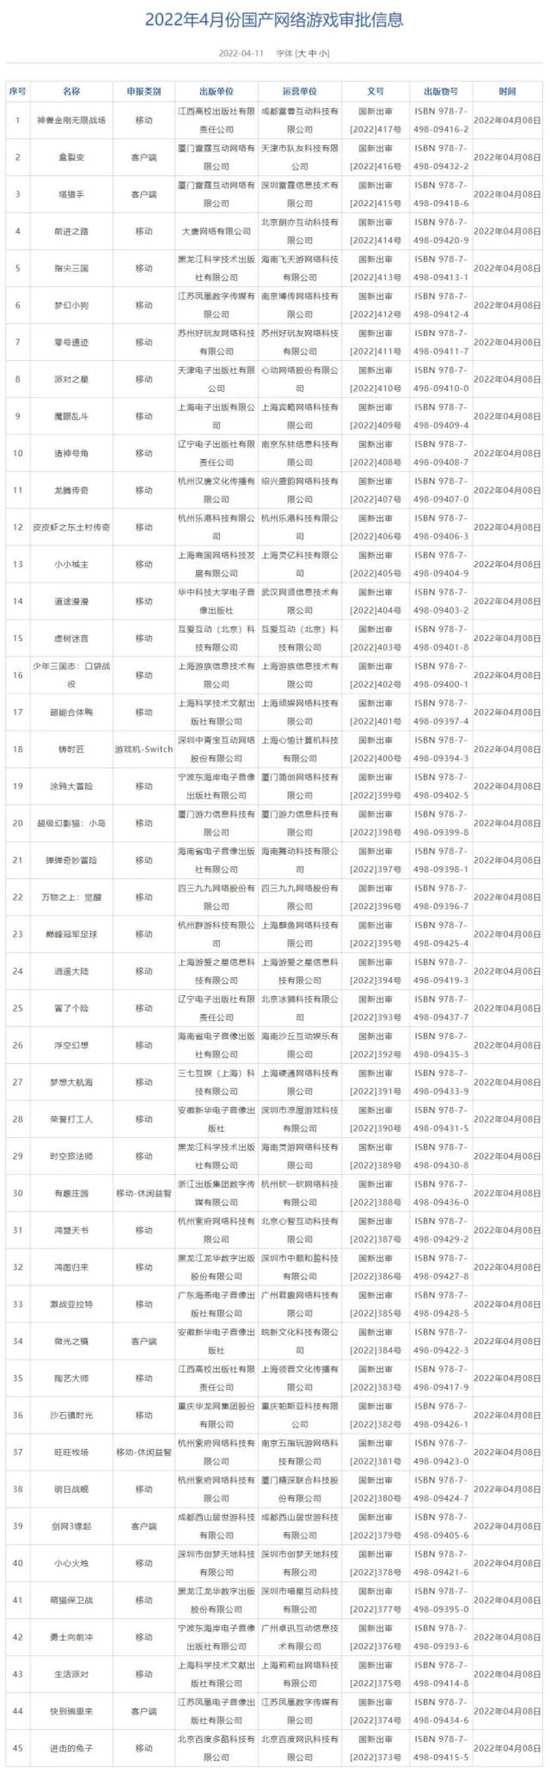 2022年4月份国产网络游戏审批信息
2022-04-11 字体 [大 中 小]
序号 名称 申报类别 出版单位 运营单位 文号 出版物号 时间
1 神兽金刚无限战场 移动 江西高校出版社有限责任公司 成都雷兽互动科技有限公司 国新出审[2022]417号 ISBN 978-7-498-09416-2 2022年04月08日
2 盒裂变 客户端 厦门雷霆互动网络有限公司 天津市队友科技有限公司 国新出审[2022]416号 ISBN 978-7-498-09432-2 2022年04月08日
3 塔猎手 客户端 厦门雷霆互动网络有限公司 深圳雷霆信息技术有限公司 国新出审[2022]415号 ISBN 978-7-498-09418-6 2022年04月08日
4 前进之路 移动 大唐网络有限公司 北京朗亦互动科技有限公司 国新出审[2022]414号 ISBN 978-7-498-09420-9 2022年04月08日
5 指尖三国 移动 黑龙江科学技术出版社有限公司 海南飞天游网络科技有限公司 国新出审[2022]413号 ISBN 978-7-498-09413-1 2022年04月08日
6 梦幻小狗 移动 江苏凤凰数字传媒有限公司 南京博传网络科技有限公司 国新出审[2022]412号 ISBN 978-7-498-09412-4 2022年04月08日
7 零号遗迹 移动 苏州好玩友网络科技有限公司 苏州好玩友网络科技有限公司 国新出审[2022]411号 ISBN 978-7-498-09411-7 2022年04月08日
8 派对之星 移动 天津电子出版社有限公司 心动网络股份有限公司 国新出审[2022]410号 ISBN 978-7-498-09410-0 2022年04月08日
9 魔眼乱斗 移动 上海电子出版有限公司 上海宾略网络科技有限公司 国新出审[2022]409号 ISBN 978-7-498-09409-4 2022年04月08日
10 诸神号角 移动 辽宁电子出版社有限责任公司 南京东林信息科技有限公司 国新出审[2022]408号 ISBN 978-7-498-09408-7 2022年04月08日
11 龙腾传奇 移动 杭州汉唐文化传播有限公司 绍兴盛韵网络科技有限公司 国新出审[2022]407号 ISBN 978-7-498-09407-0 2022年04月08日
12 皮皮虾之东土村传奇 移动 杭州乐港科技有限公司 杭州乐港科技有限公司 国新出审[2022]406号 ISBN 978-7-498-09406-3 2022年04月08日
13 小小城主 移动 上海商国网络科技发展有限公司 上海灵亿科技有限公司 国新出审[2022]405号 ISBN 978-7-498-09404-9 2022年04月08日
14 道途漫漫 移动 华中科技大学电子音像出版社 武汉网须信息技术有限公司 国新出审[2022]404号 ISBN 978-7-498-09403-2 2022年04月08日
15 虚树迷宫 移动 互爱互动（北京）科技有限公司 互爱互动（北京）科技有限公司 国新出审[2022]403号 ISBN 978-7-498-09401-8 2022年04月08日
16 少年三国志：口袋战役 移动 上海游族信息技术有限公司 上海游族信息技术有限公司 国新出审[2022]402号 ISBN 978-7-498-09400-1 2022年04月08日
17 超能合体鸭 移动 上海科学技术文献出版社有限公司 上海顽娱网络科技有限公司 国新出审[2022]401号 ISBN 978-7-498-09397-4 2022年04月08日
18 铸时匠 游戏机-Switch 深圳中青宝互动网络股份有限公司 上海心愉计算机科技有限公司 国新出审[2022]400号 ISBN 978-7-498-09394-3 2022年04月08日
19 涂鸦大冒险 移动 宁波东海岸电子音像出版社有限公司 厦门简创网络科技有限公司 国新出审[2022]399号 ISBN 978-7-498-09402-5 2022年04月08日
20 超级幻影猫：小岛 移动 厦门游力信息科技有限公司 厦门游力信息科技有限公司 国新出审[2022]398号 ISBN 978-7-498-09399-8 2022年04月08日
21 弹弹奇妙冒险 移动 海南省电子音像出版社有限公司 海南舞动科技有限公司 国新出审[2022]397号 ISBN 978-7-498-09398-1 2022年04月08日
22 万物之上：觉醒 移动 四三九九网络股份有限公司 四三九九网络股份有限公司 国新出审[2022]396号 ISBN 978-7-498-09396-7 2022年04月08日
23 巅峰冠军足球 移动 杭州群游科技有限公司 上海麒鱼网络科技有限公司 国新出审[2022]395号 ISBN 978-7-498-09425-4 2022年04月08日
24 逍遥大陆 移动 上海游爱之星信息科技有限公司 上海游爱之星信息科技有限公司 国新出审[2022]394号 ISBN 978-7-498-09419-3 2022年04月08日
25 冒了个险 移动 辽宁电子出版社有限责任公司 北京冰狮科技有限公司 国新出审[2022]393号 ISBN 978-7-498-09437-7 2022年04月08日
26 浮空幻想 移动 海南省电子音像出版社有限公司 海南沙丘互动娱乐有限公司 国新出审[2022]392号 ISBN 978-7-498-09435-3 2022年04月08日
27 梦想大航海 移动 三七互娱（上海）科技有限公司 上海硬通网络科技有限公司 国新出审[2022]391号 ISBN 978-7-498-09433-9 2022年04月08日
28 荣誉打工人 移动 安徽新华电子音像出版社 深圳市凉屋游戏科技有限公司 国新出审[2022]390号 ISBN 978-7-498-09431-5 2022年04月08日
29 时空旅法师 移动 黑龙江科学技术出版社有限公司 海南灵游网络科技有限公司 国新出审[2022]389号 ISBN 978-7-498-09430-8 2022年04月08日
30 有趣庄园 移动-休闲益智 浙江出版集团数字传媒有限公司 杭州砍一砍网络科技有限公司 国新出审[2022]388号 ISBN 978-7-498-09436-0 2022年04月08日
31 鸿盟天书 移动 杭州紫府网络科技有限公司 北京心智互动科技有限公司 国新出审[2022]387号 ISBN 978-7-498-09429-2 2022年04月08日
32 鸿图归来 移动 黑龙江龙华数字出版股份有限公司 深圳市中顺和盈科技有限公司 国新出审[2022]386号 ISBN 978-7-498-09427-8 2022年04月08日
33 激战亚拉特 移动 广东海燕电子音像出版社有限公司 广州君趣网络科技有限公司 国新出审[2022]385号 ISBN 978-7-498-09428-5 2022年04月08日
34 微光之镜 客户端 安徽新华电子音像出版社 皖新文化科技有限公司 国新出审[2022]384号 ISBN 978-7-498-09422-3 2022年04月08日
35 陶艺大师 移动 江西高校出版社有限责任公司 上海领音文化传播有限公司 国新出审[2022]383号 ISBN 978-7-498-09417-9 2022年04月08日
36 沙石镇时光 移动 重庆华龙网集团股份有限公司 重庆帕斯亚科技有限公司 国新出审[2022]382号 ISBN 978-7-498-09426-1 2022年04月08日
37 旺旺牧场 移动-休闲益智 杭州紫府网络科技有限公司 南京五指玩游网络科技有限公司 国新出审[2022]381号 ISBN 978-7-498-09423-0 2022年04月08日
38 明日战舰 移动 杭州紫府网络科技有限公司 厦门精深联合科技股份有限公司 国新出审[2022]380号 ISBN 978-7-498-09424-7 2022年04月08日
39 剑网3缘起 客户端 成都西山居世游科技有限公司 成都西山居世游科技有限公司 国新出审[2022]379号 ISBN 978-7-498-09405-6 2022年04月08日
40 小心火烛 移动 深圳市创梦天地科技有限公司 深圳市创梦天地科技有限公司 国新出审[2022]378号 ISBN 978-7-498-09421-6 2022年04月08日
41 萌猫保卫战 移动 黑龙江龙华数字出版股份有限公司 深圳市喵星互动科技有限公司 国新出审[2022]377号 ISBN 978-7-498-09395-0 2022年04月08日
42 勇士向前冲 移动 宁波东海岸电子音像出版社有限公司 广州卓讯互动信息技术有限公司 国新出审[2022]376号 ISBN 978-7-498-09393-6 2022年04月08日
43 生活派对 移动 上海科学技术文献出版社有限公司 上海莉莉丝网络科技有限公司 国新出审[2022]375号 ISBN 978-7-498-09414-8 2022年04月08日
44 快到碗里来 客户端 江苏凤凰电子音像出版社有限公司 江苏凤凰数字传媒有限公司 国新出审[2022]374号 ISBN 978-7-498-09434-6 2022年04月08日
45 进击的兔子 移动 北京百度多酷科技有限公司 北京百度网讯科技有限公司 国新出审[2022]373号 ISBN 978-7-498-09415-5 2022年04月08日